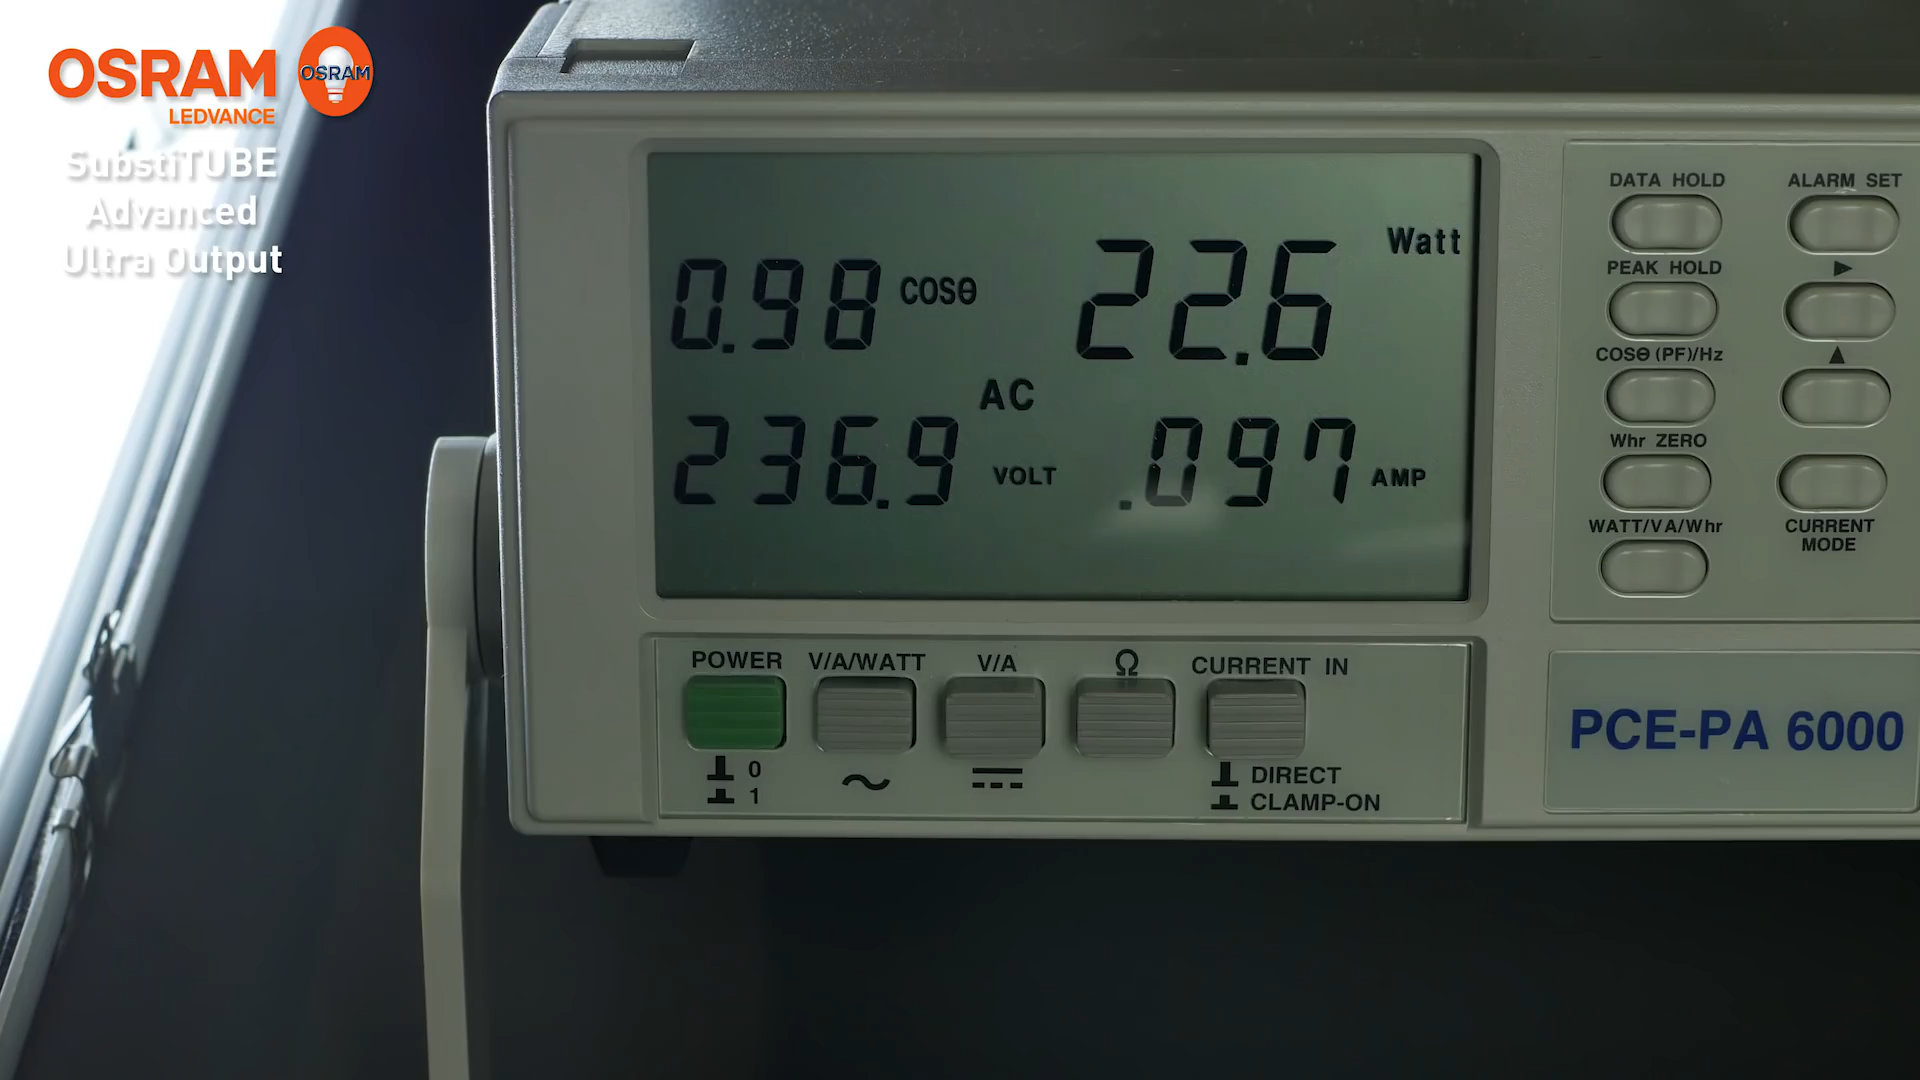 OSRAM
OSRAM
LEDVANCE
SubstiTUBE
Advanced
Ultra Output
0.98 COSθ
22.6 Watt
AC
236.9 VOLT
.097 AMP
DATA HOLD
ALARM SET
PEAK HOLD
▶
COSθ (PF)/Hz
▲
Whr ZERO
WATT/VA/Whr
CURRENT
MODE
POWER
V/A/WATT
V/A
Ω
CURRENT IN
0
1
DIRECT
CLAMP-ON
PCE-PA 6000